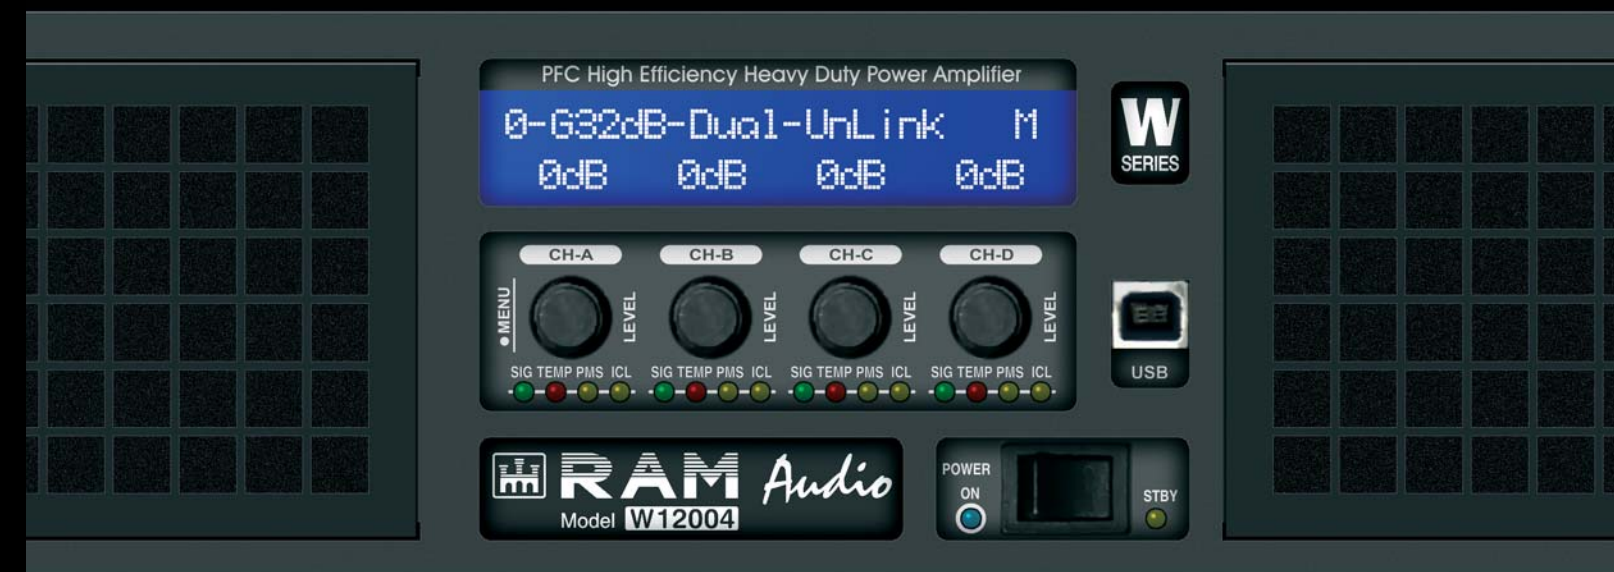 PFC High Efficiency Heavy Duty Power Amplifier
0-G32dB-Dual-UnLink M
0dB 0dB 0dB 0dB
W
SERIES
CH-A CH-B CH-C CH-D
MENU LEVEL LEVEL LEVEL LEVEL
SIG TEMP PMS ICL SIG TEMP PMS ICL SIG TEMP PMS ICL SIG TEMP PMS ICL
USB
RAM Audio
Model W12004
POWER
ON
STBY